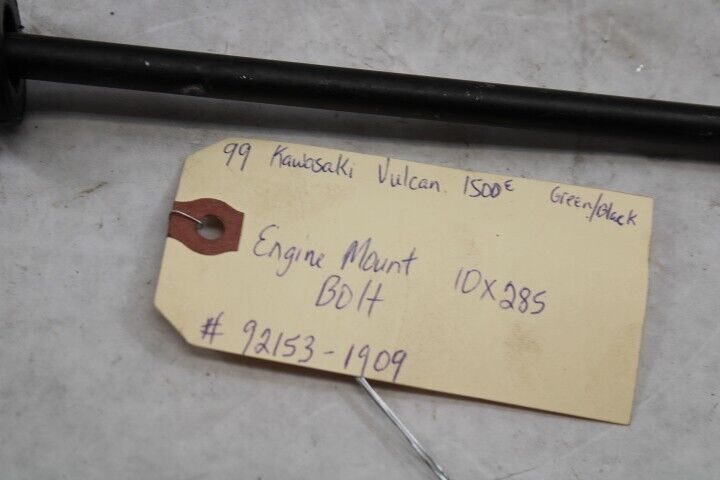 99 Kawasaki Vulcan. 1500E Green/Black
Engine Mount 10x285
Bolt
# 92153-1909